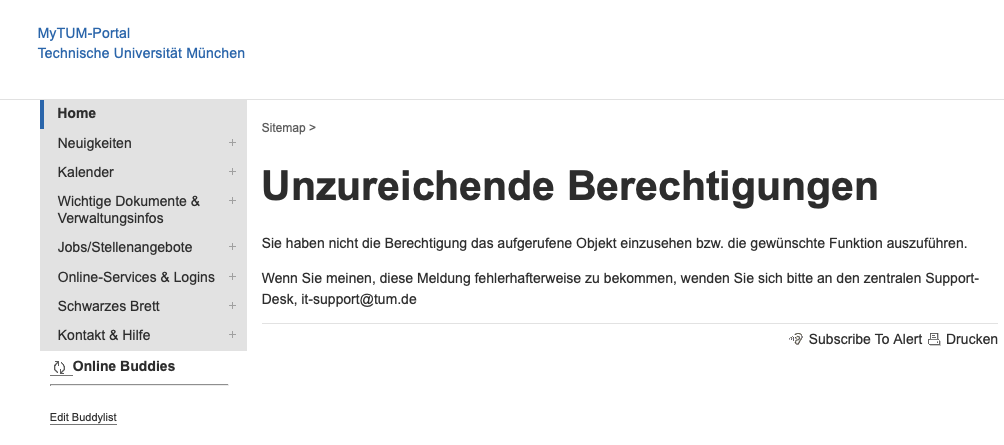 MyTUM-Portal
Technische Universität München
Home
Neuigkeiten +
Kalender +
Wichtige Dokumente & +
Verwaltungsinfos
Jobs/Stellenangebote +
Online-Services & Logins +
Schwarzes Brett +
Kontakt & Hilfe +
Online Buddies
Edit Buddylist
Sitemap >
Unzureichende Berechtigungen
Sie haben nicht die Berechtigung das aufgerufene Objekt einzusehen bzw. die gewünschte Funktion auszuführen.
Wenn Sie meinen, diese Meldung fehlerhafterweise zu bekommen, wenden Sie sich bitte an den zentralen Support-
Desk, it-support@tum.de
Subscribe To Alert Drucken